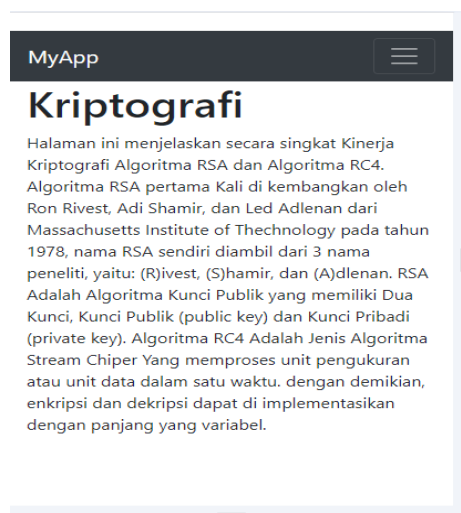 MyApp
Kriptografi
Halaman ini menjelaskan secara singkat Kinerja
Kriptografi Algoritma RSA dan Algoritma RC4.
Algoritma RSA pertama Kali di kembangkan oleh
Ron Rivest, Adi Shamir, dan Led Adlenan dari
Massachusetts Institute of Thechnology pada tahun
1978, nama RSA sendiri diambil dari 3 nama
peneliti, yaitu: (R)ivest, (S)hamir, dan (A)dlenan. RSA
Adalah Algoritma Kunci Publik yang memiliki Dua
Kunci, Kunci Publik (public key) dan Kunci Pribadi
(private key). Algoritma RC4 Adalah Jenis Algoritma
Stream Chiper Yang memproses unit pengukuran
atau unit data dalam satu waktu. dengan demikian,
enkripsi dan dekripsi dapat di implementasikan
dengan panjang yang variabel.